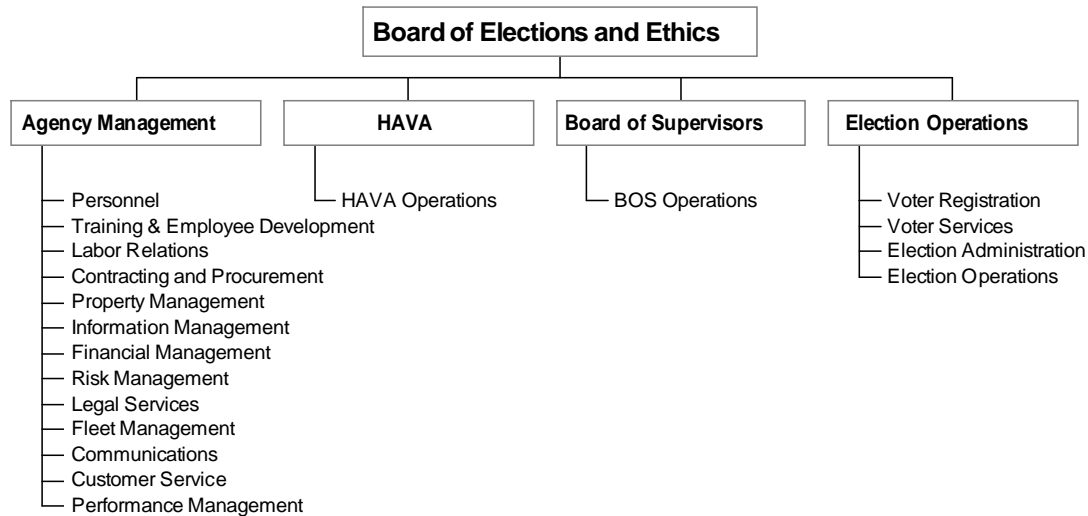 Board of Elections and Ethics
Agency Management
HAVA
Board of Supervisors
Election Operations
Personnel
Training & Employee Development
Labor Relations
Contracting and Procurement
Property Management
Information Management
Financial Management
Risk Management
Legal Services
Fleet Management
Communications
Customer Service
Performance Management
HAVA Operations
BOS Operations
Voter Registration
Voter Services
Election Administration
Election Operations